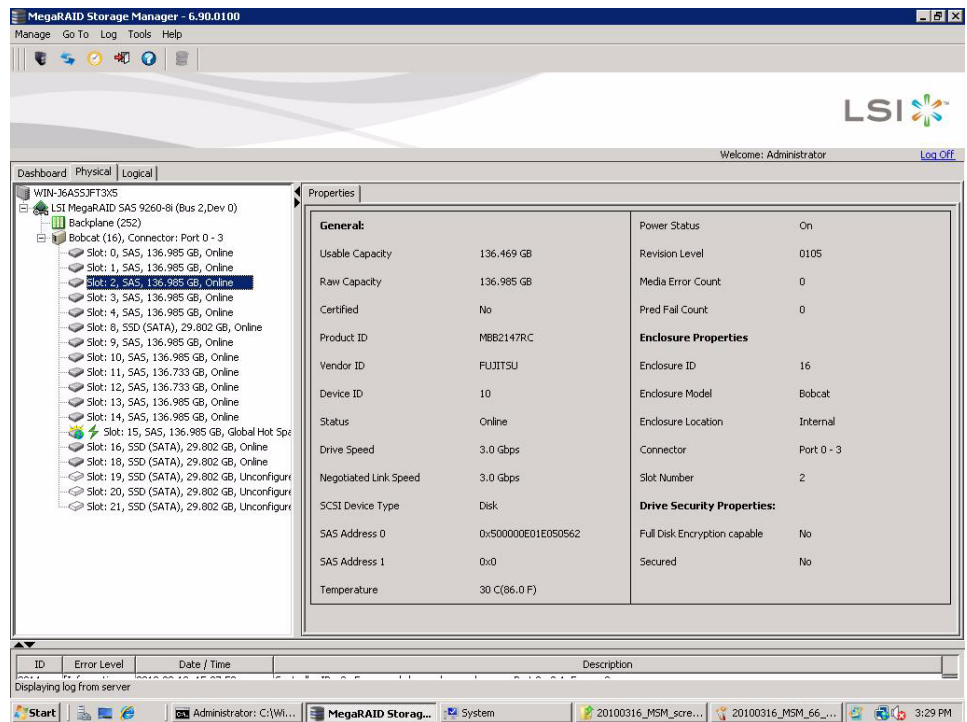 MegaRAID Storage Manager - 6.90.0100
Manage Go To Log Tools Help
LSI
Welcome: Administrator
Log Off
Dashboard Physical Logical
WIN-J6AS5JFT3X5
LSI MegaRAID SAS 9260-8i (Bus 2,Dev 0)
Backplane (252)
Bobcat (16), Connector: Port 0 - 3
Slot: 0, SAS, 136.985 GB, Online
Slot: 1, SAS, 136.985 GB, Online
Slot: 2, SAS, 136.985 GB, Online
Slot: 3, SAS, 136.985 GB, Online
Slot: 4, SAS, 136.985 GB, Online
Slot: 8, SSD (SATA), 29.802 GB, Online
Slot: 9, SAS, 136.985 GB, Online
Slot: 10, SAS, 136.985 GB, Online
Slot: 11, SAS, 136.733 GB, Online
Slot: 12, SAS, 136.733 GB, Online
Slot: 13, SAS, 136.985 GB, Online
Slot: 14, SAS, 136.985 GB, Online
Slot: 15, SAS, 136.985 GB, Global Hot Spa
Slot: 16, SSD (SATA), 29.802 GB, Online
Slot: 18, SSD (SATA), 29.802 GB, Online
Slot: 19, SSD (SATA), 29.802 GB, Unconfigure
Slot: 20, SSD (SATA), 29.802 GB, Unconfigure
Slot: 21, SSD (SATA), 29.802 GB, Unconfigure
Properties
General:
Usable Capacity 136.469 GB
Raw Capacity 136.985 GB
Certified No
Product ID MBB2147RC
Vendor ID FUJITSU
Device ID 10
Status Online
Drive Speed 3.0 Gbps
Negotiated Link Speed 3.0 Gbps
SCSI Device Type Disk
SAS Address 0 0x500000E01E050562
SAS Address 1 0x0
Temperature 30 C(86.0 F)
Power Status On
Revision Level 0105
Media Error Count 0
Pred Fail Count 0
Enclosure Properties
Enclosure ID 16
Enclosure Model Bobcat
Enclosure Location Internal
Connector Port 0 - 3
Slot Number 2
Drive Security Properties:
Full Disk Encryption capable No
Secured No
ID Error Level Date / Time Description
Displaying log from server
Start Administrator: C:\Wi... MegaRAID Storag... System 20100316_MSM_scre... 20100316_MSM_66_... 3:29 PM